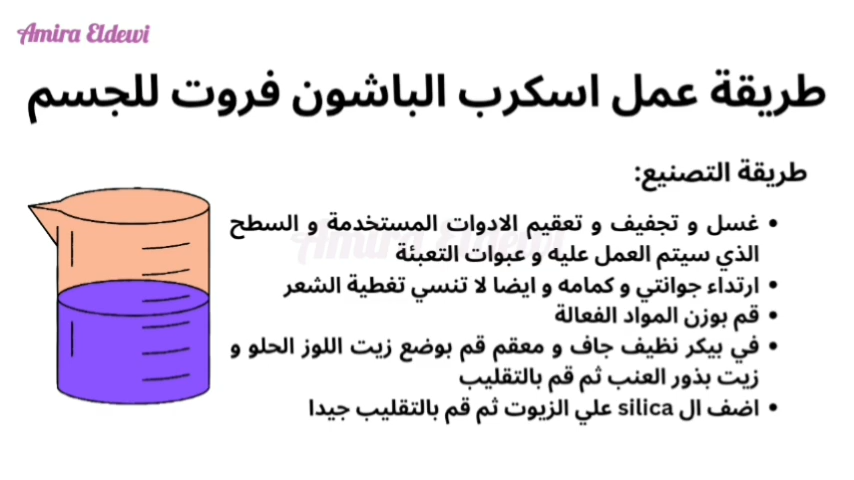 Amira Eldewi
طريقة عمل اسكرب الباشون فروت للجسم
طريقة التصنيع:
• غسل و تجفيف و تعقيم الادوات المستخدمة و السطح
الذي سيتم العمل عليه و عبوات التعبئة
• ارتداء جوانتي و كمامه و ايضا لا تنسي تغطية الشعر
• قم بوزن المواد الفعالة
• في بيكر نظيف جاف و معقم قم بوضع زيت اللوز الحلو و
زيت بذور العنب ثم قم بالتقليب
• اضف ال silica علي الزيوت ثم قم بالتقليب جيدا
Amira Eldewi